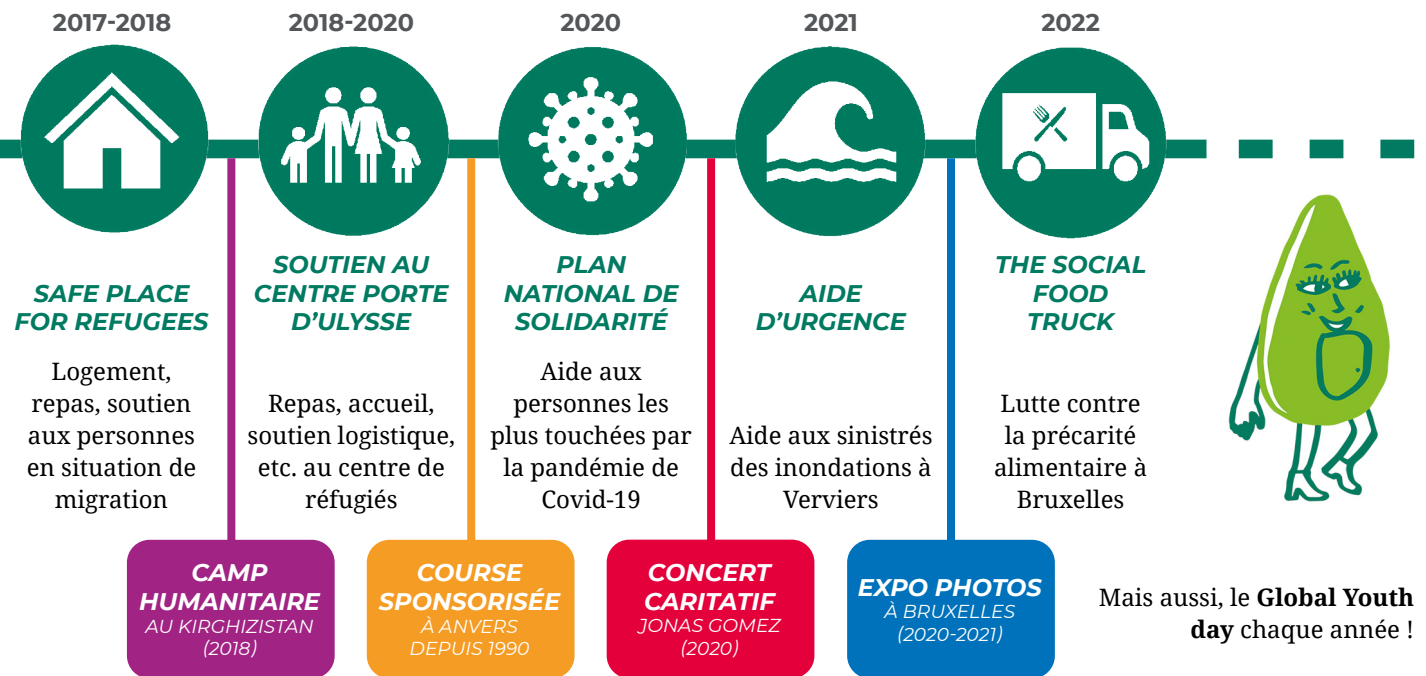 2017-2018
SAFE PLACE
FOR REFUGEES
Logement,
repas, soutien
aux personnes
en situation de
migration
2018-2020
SOUTIEN AU
CENTRE PORTE
D'ULYSSE
Repas, accueil,
soutien logistique,
etc. au centre de
réfugiés
2020
PLAN
NATIONAL DE
SOLIDARITÉ
Aide aux
personnes les
plus touchées par
la pandémie de
Covid-19
2021
AIDE
D'URGENCE
Aide aux sinistrés
des inondations à
Verviers
2022
THE SOCIAL
FOOD
TRUCK
Lutte contre
la précarité
alimentaire à
Bruxelles
CAMP
HUMANITAIRE
AU KIRGHIZISTAN
(2018)
COURSE
SPONSORISÉE
À ANVERS
DEPUIS 1990
CONCERT
CARITATIF
JONAS GOMEZ
(2020)
EXPO PHOTOS
À BRUXELLES
(2020-2021)
Mais aussi, le Global Youth
day chaque année !